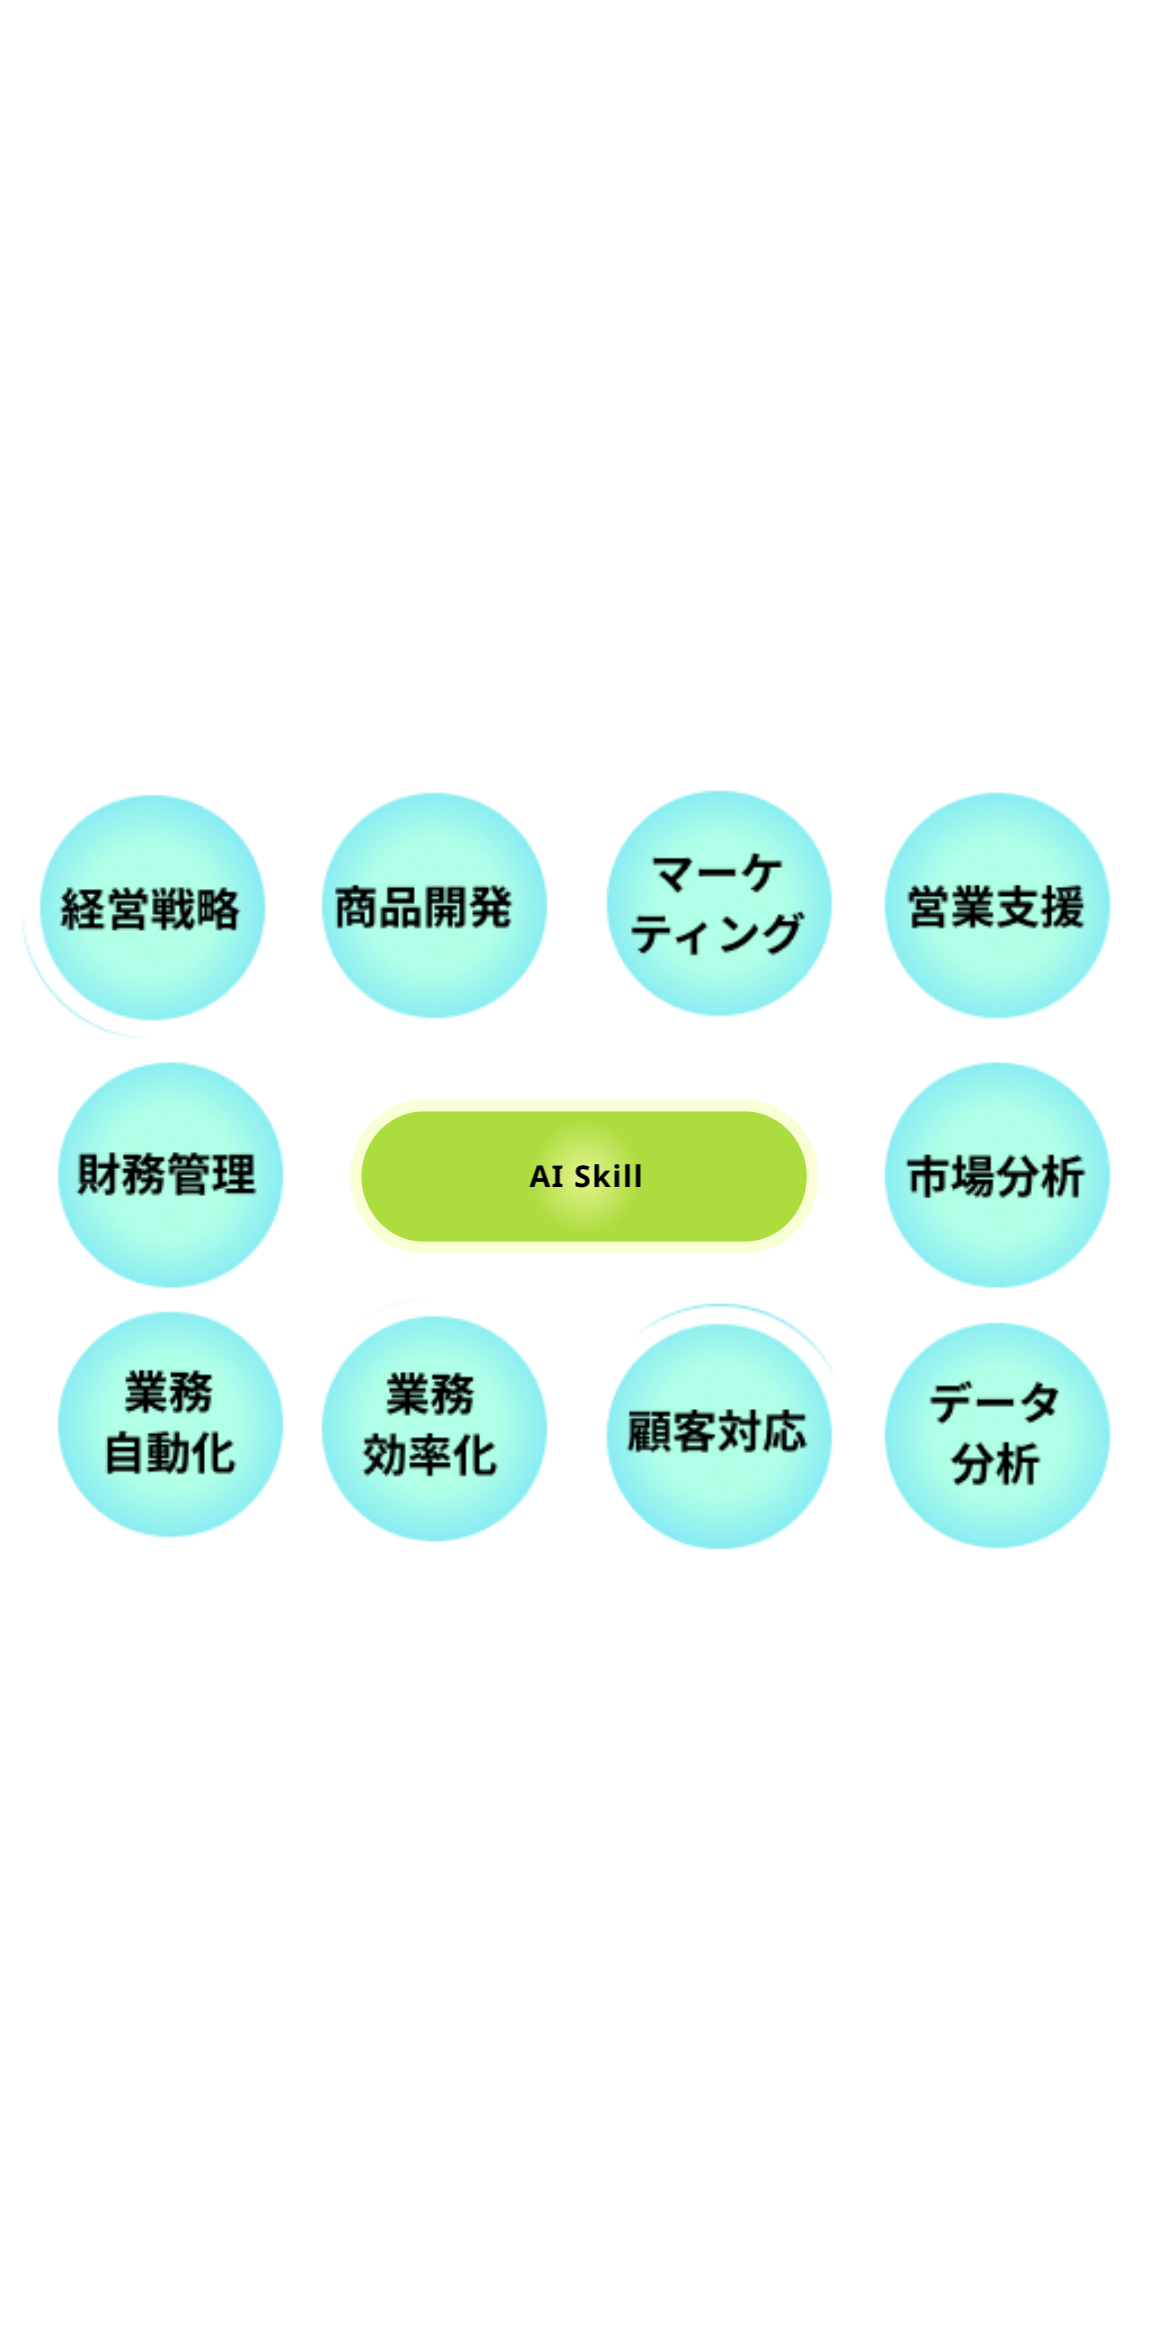 経営戦略
商品開発
マーケ
ティング
営業支援
財務管理
AI Skill
市場分析
業務
自動化
業務
効率化
顧客対応
データ
分析